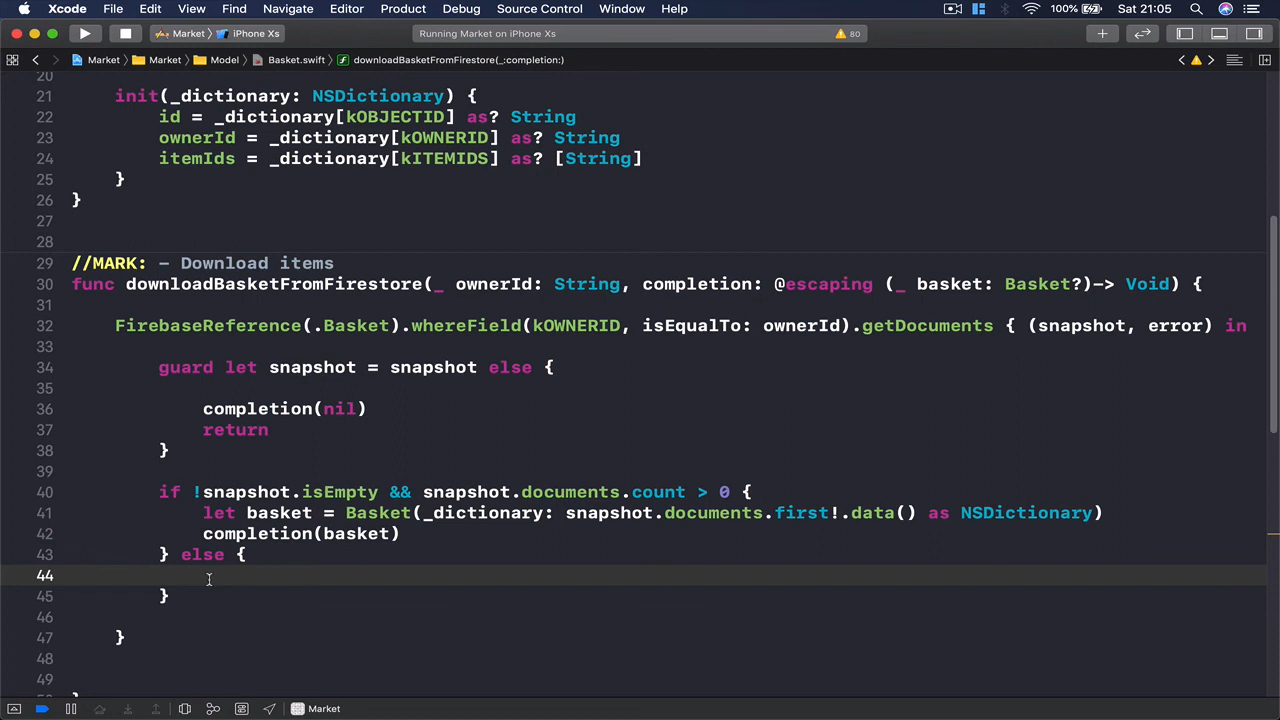 Xcode File Edit View Find Navigate Editor Product Debug Source Control Window Help 100% Sat 21:05
Market iPhone Xs Running Market on iPhone Xs 80
Market Market Model Basket.swift downloadBasketFromFirestore(_:completion:)
20
21 init(_dictionary: NSDictionary) {
22 id = _dictionary[kOBJECTID] as? String
23 ownerId = _dictionary[kOWNERID] as? String
24 itemIds = _dictionary[kITEMIDS] as? [String]
25 }
26 }
27
28
29 //MARK: - Download items
30 func downloadBasketFromFirestore(_ ownerId: String, completion: @escaping (_ basket: Basket?)-> Void) {
31
32 FirebaseReference(.Basket).whereField(kOWNERID, isEqualTo: ownerId).getDocuments { (snapshot, error) in
33
34 guard let snapshot = snapshot else {
35
36 completion(nil)
37 return
38 }
39
40 if !snapshot.isEmpty && snapshot.documents.count > 0 {
41 let basket = Basket(_dictionary: snapshot.documents.first!.data() as NSDictionary)
42 completion(basket)
43 } else {
44
45 }
46
47 }
48
49
}
Market